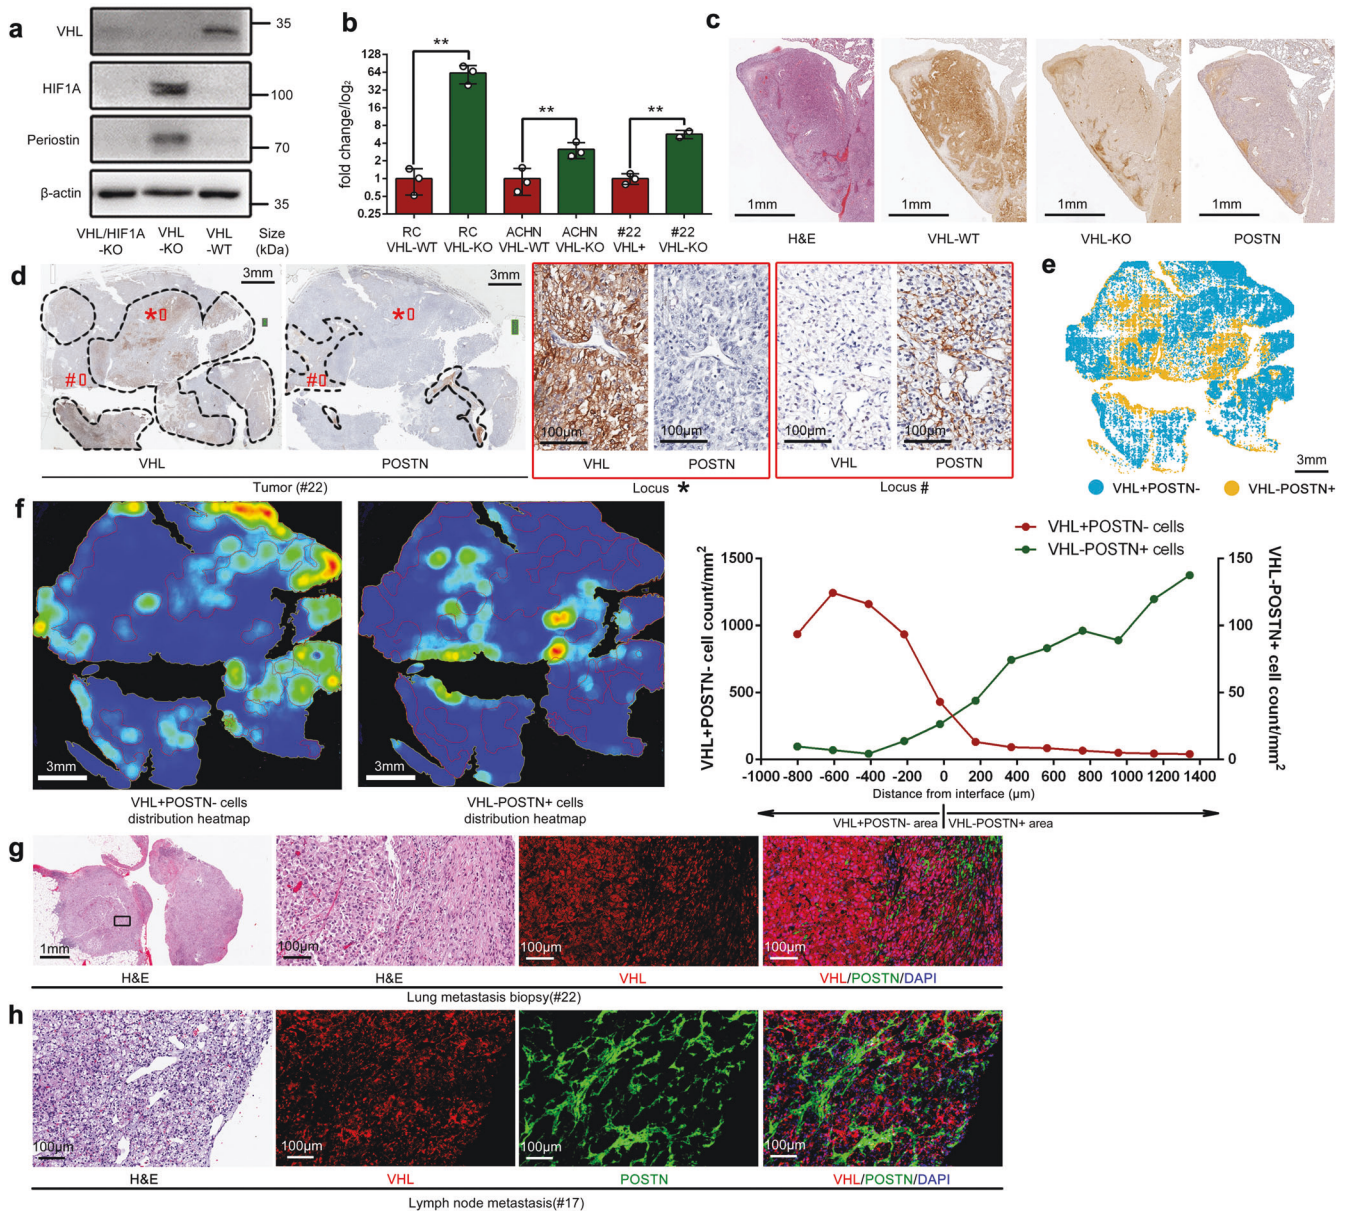 a
VHL
HIF1A
Periostin
β-actin
35
100
70
35
VHL/HIF1A
-KO
VHL
-KO
VHL
-WT
Size
(kDa)
b
fold change/log2
128
64
32
16
8
4
2
1
0.5
0.25
**
**
**
RC
VHL-WT
RC
VHL-KO
ACHN
VHL-WT
ACHN
VHL-KO
#22
VHL+
#22
VHL-KO
c
1mm
1mm
1mm
1mm
H&E
VHL-WT
VHL-KO
POSTN
d
3mm
3mm
*
#
*
#
VHL
POSTN
Tumor (#22)
100µm
100µm
VHL
POSTN
Locus *
100µm
100µm
VHL
POSTN
Locus #
e
3mm
VHL+POSTN-
VHL-POSTN+
f
3mm
VHL+POSTN- cells
distribution heatmap
3mm
VHL-POSTN+ cells
distribution heatmap
VHL+POSTN- cells
VHL-POSTN+ cells
VHL+POSTN- cell count/mm2
1500
1000
500
0
VHL-POSTN+ cell count/mm2
150
100
50
0
-1000 -800 -600 -400 -200 0 200 400 600 800 1000 1200 1400
Distance from interface (µm)
VHL+POSTN- area
VHL-POSTN+ area
g
1mm
100µm
100µm
100µm
H&E
H&E
VHL
VHL/POSTN/DAPI
Lung metastasis biopsy(#22)
h
100µm
100µm
100µm
100µm
H&E
VHL
POSTN
VHL/POSTN/DAPI
Lymph node metastasis(#17)